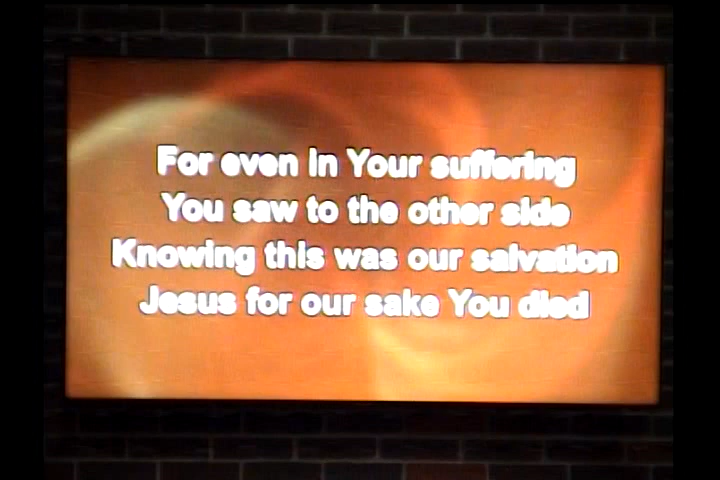 For even in Your suffering
You saw to the other side
Knowing this was our salvation
Jesus for our sake You died